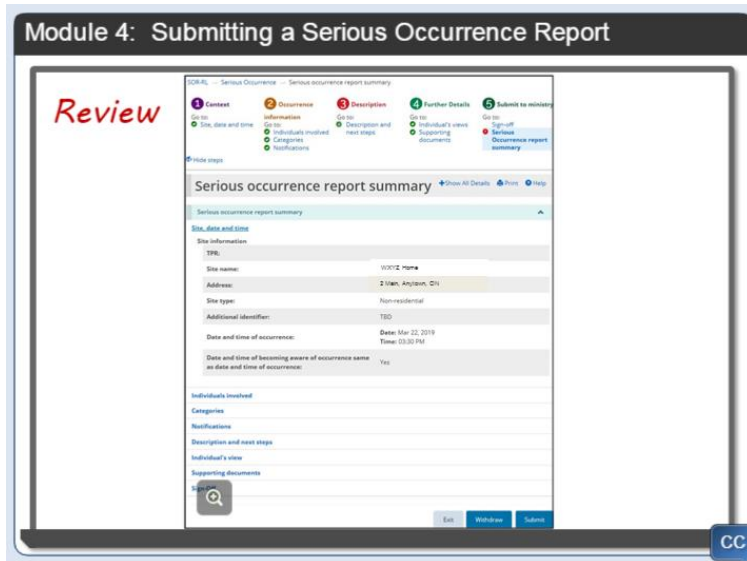 Module 4: Submitting a Serious Occurrence Report
Review
SOR-RL → Serious Occurrence → Serious occurrence report summary
1 Context
Go to:
Site, date and time
2 Occurrence information
Go to:
Individuals involved
Categories
Notifications
3 Description
Go to:
Description and next steps
4 Further Details
Go to:
Individual's views
Supporting documents
5 Submit to ministry
Go to:
Sign-off
Serious Occurrence report summary
Hide steps
Serious occurrence report summary
Show All Details Print Help
Serious occurrence report summary
Site, date and time
Site information
TPR:
Site name: WXYZ Home
Address: 2 Main, Anytown, ON
Site type: Non-residential
Additional identifier: TBD
Date and time of occurrence: Date: Mar 22, 2019
Time: 03:30 PM
Date and time of becoming aware of occurrence same as date and time of occurrence: Yes
Individuals involved
Categories
Notifications
Description and next steps
Individual's view
Supporting documents
Exit Withdraw Submit
CC